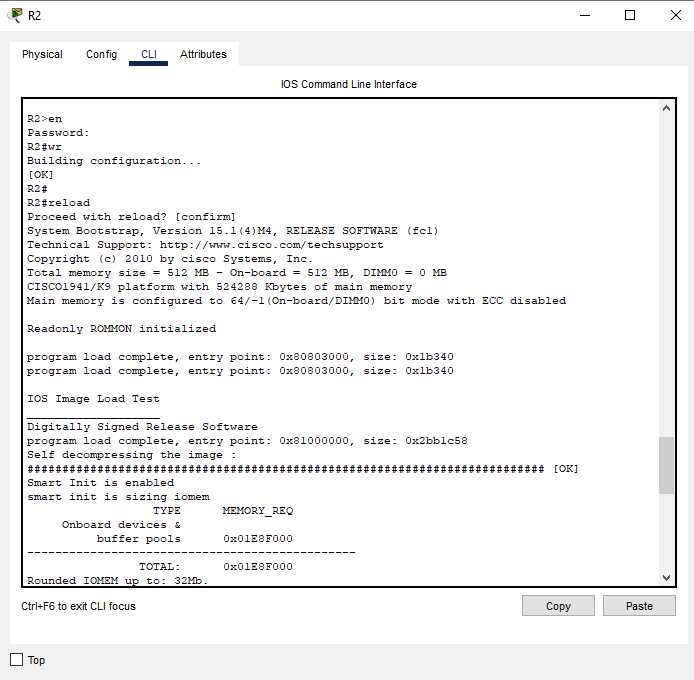 R2
Physical Config CLI Attributes
IOS Command Line Interface
R2>en
Password:
R2#wr
Building configuration...
[OK]
R2#
R2#reload
Proceed with reload? [confirm]
System Bootstrap, Version 15.1(4)M4, RELEASE SOFTWARE (fc1)
Technical Support: http://www.cisco.com/techsupport
Copyright (c) 2010 by cisco Systems, Inc.
Total memory size = 512 MB - On-board = 512 MB, DIMM0 = 0 MB
CISCO1941/K9 platform with 524288 Kbytes of main memory
Main memory is configured to 64/-1(On-board/DIMM0) bit mode with ECC disabled
Readonly ROMMON initialized
program load complete, entry point: 0x80803000, size: 0x1b340
program load complete, entry point: 0x80803000, size: 0x1b340
IOS Image Load Test
___________________
Digitally Signed Release Software
program load complete, entry point: 0x81000000, size: 0x2bb1c58
Self decompressing the image :
########################################################################## [OK]
Smart Init is enabled
smart init is sizing iomem
TYPE MEMORY_REQ
Onboard devices &
buffer pools 0x01E8F000
-----------------------------------------------
TOTAL: 0x01E8F000
Rounded IOMEM up to: 32Mb.
Ctrl+F6 to exit CLI focus
Copy Paste
Top